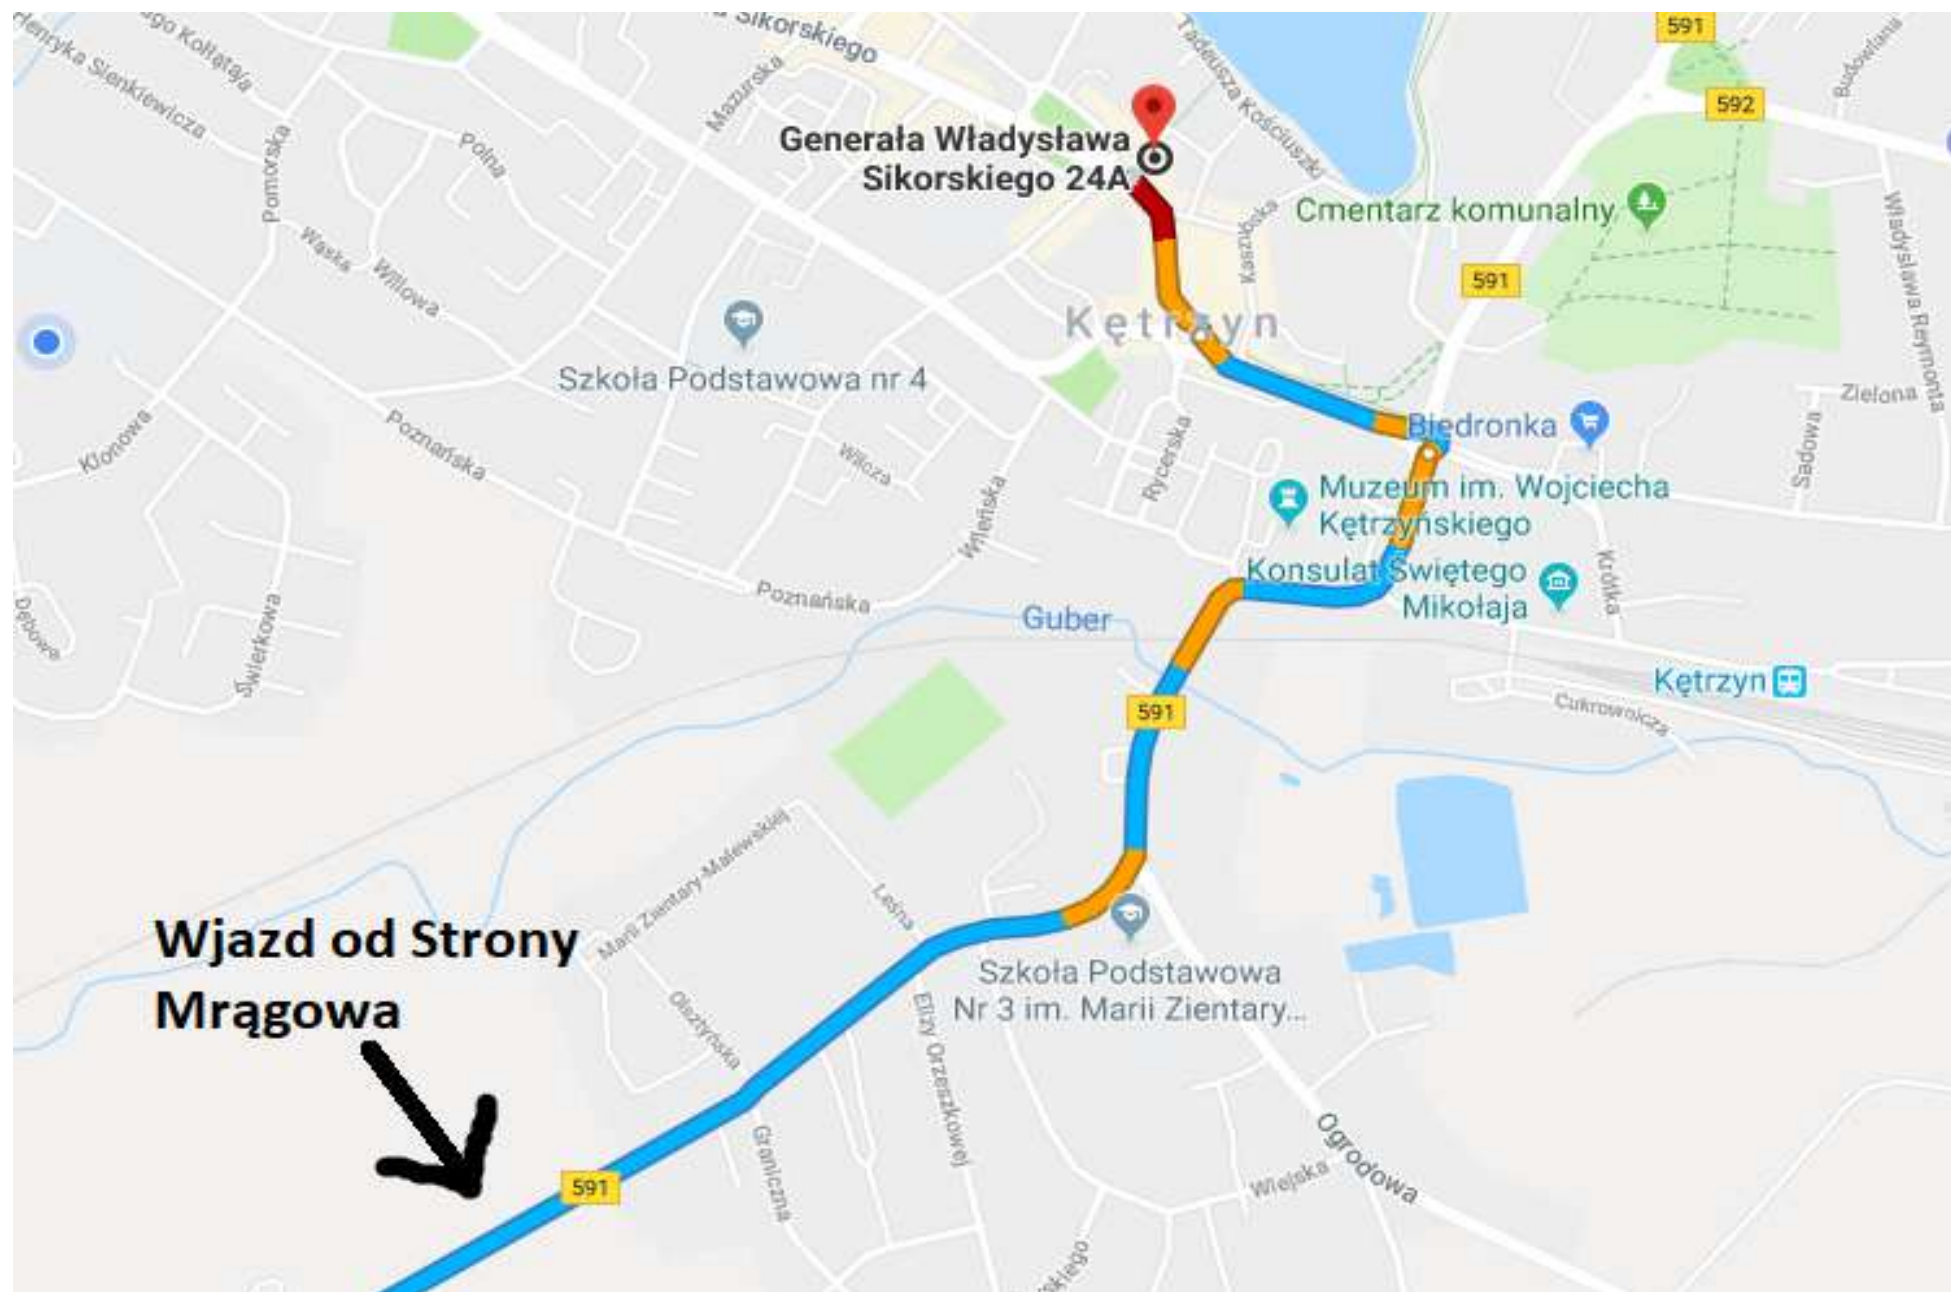 Henryka Sienkiewicza
Kołłątaja
Sikorskiego
Tadeusza Kościuszki
591
592
Budowlana
Mazurska
Pomorska
Polna
Generała Władysława
Sikorskiego 24A
Cmentarz komunalny
Władysława Reymonta
Wąska
Willowa
Kaszubska
591
Kętrzyn
Szkoła Podstawowa nr 4
Klonowa
Poznańska
Wilcza
Rycerska
Wileńska
Biedronka
Zielona
Sadowa
Muzeum im. Wojciecha
Kętrzyńskiego
Konsulat Świętego
Mikołaja
Krótka
Dębowa
Świerkowa
Poznańska
Guber
Kętrzyn
Cukrownicza
591
Marii Zientary-Malewskiej
Leśna
Wjazd od Strony
Mrągowa
Szkoła Podstawowa
Nr 3 im. Marii Zientary...
Olsztyńska
Elizy Orzeszkowej
Graniczna
591
Ogrodowa
Wiejska